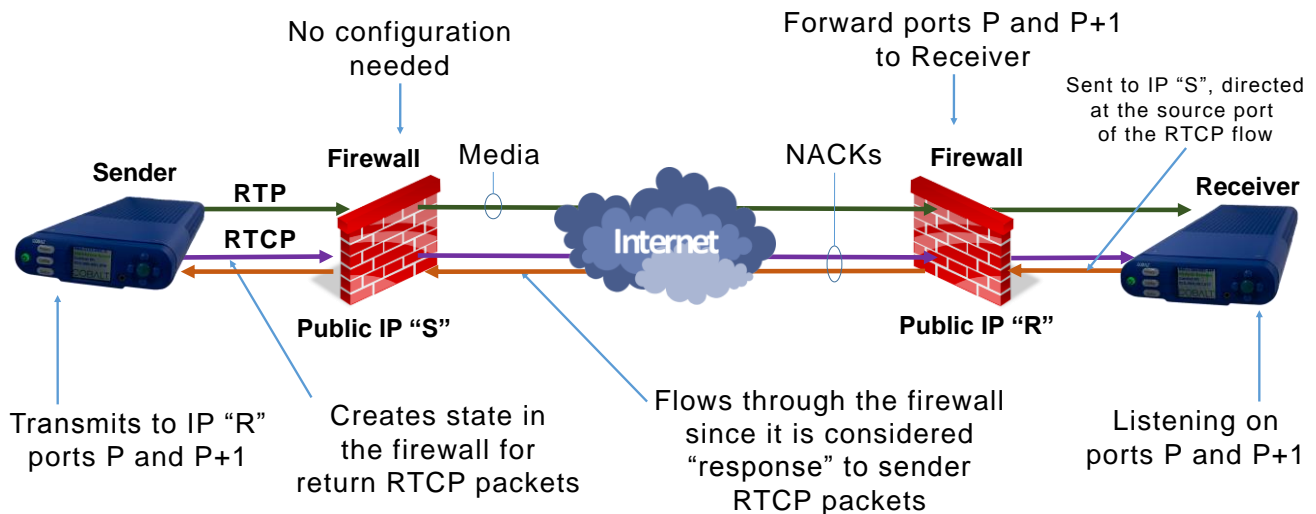 No configuration
needed
Forward ports P and P+1
to Receiver
Sent to IP “S”, directed
at the source port
of the RTCP flow
Firewall
Media
NACKs
Firewall
Sender
Receiver
RTP
RTCP
Internet
COBALT
COBALT
Public IP “S”
Public IP “R”
Transmits to IP “R”
ports P and P+1
Creates state in
the firewall for
return RTCP packets
Flows through the firewall
since it is considered
“response” to sender
RTCP packets
Listening on
ports P and P+1